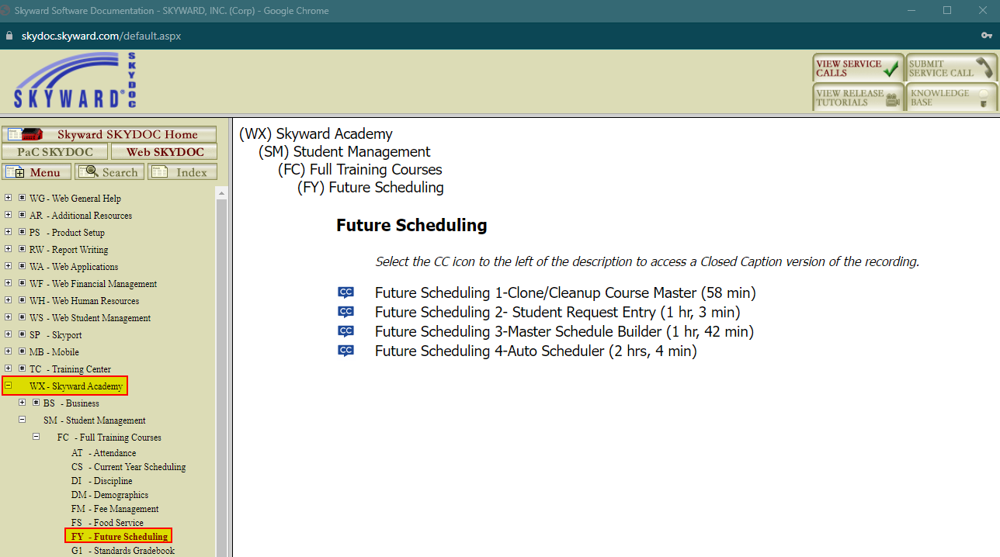 Skyward Software Documentation - SKYWARD, INC. (Corp) - Google Chrome
skydoc.skyward.com/default.aspx
SKYWARD®
SKYDOC
VIEW SERVICE
CALLS
SUBMIT
SERVICE CALL
VIEW RELEASE
TUTORIALS
KNOWLEDGE
BASE
Skyward SKYDOC Home
PaC SKYDOC
Web SKYDOC
Menu
Search
Index
WG - Web General Help
AR - Additional Resources
PS - Product Setup
RW - Report Writing
WA - Web Applications
WF - Web Financial Management
WH - Web Human Resources
WS - Web Student Management
SP - Skyport
MB - Mobile
TC - Training Center
WX - Skyward Academy
BS - Business
SM - Student Management
FC - Full Training Courses
AT - Attendance
CS - Current Year Scheduling
DI - Discipline
DM - Demographics
FM - Fee Management
FS - Food Service
FY - Future Scheduling
G1 - Standards Gradebook
(WX) Skyward Academy
(SM) Student Management
(FC) Full Training Courses
(FY) Future Scheduling
Future Scheduling
Select the CC icon to the left of the description to access a Closed Caption version of the recording.
CC Future Scheduling 1-Clone/Cleanup Course Master (58 min)
CC Future Scheduling 2- Student Request Entry (1 hr, 3 min)
CC Future Scheduling 3-Master Schedule Builder (1 hr, 42 min)
CC Future Scheduling 4-Auto Scheduler (2 hrs, 4 min)